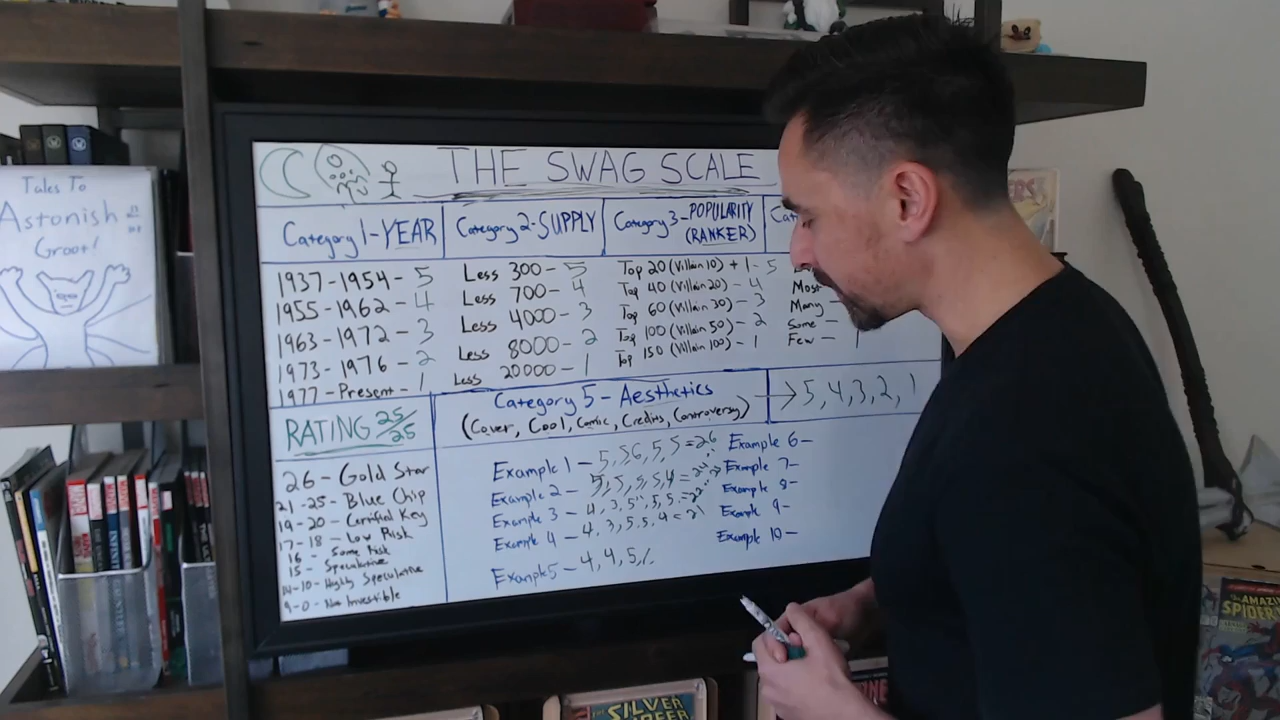 Tales To
Astonish
Groot!
THE SWAG SCALE
Category 1-YEAR
1937-1954 - 5
1955-1962 - 4
1963-1972 - 3
1973-1976 - 2
1977-Present - 1
Category 2-SUPPLY
Less 300 - 5
Less 700 - 4
Less 4000 - 3
Less 8000 - 2
Less 20000 - 1
Category 3-POPULARITY
(RANKER)
Top 20 (Villain 10) + 1 - 5
Top 40 (Villain 20) - 4
Top 60 (Villain 30) - 3
Top 100 (Villain 50) - 2
Top 150 (Villain 100) - 1
Cat
Most
Many -
Some -
Few - 1
Category 5 - Aesthetics
(Cover, Cool, Comic, Credits, Controversy)
→ 5, 4, 3, 2, 1
RATING 25/25
26 - Gold Star
21-25 - Blue Chip
19-20 - Certified Key
17-18 - Low Risk
16 - Some Risk
15 - Speculative
14-10 - Highly Speculative
9-0 - Non Investible
Example 1 - 5, 5, 6, 5, 5 = 26
Example 2 -
Example 3 - 4, 3, 5
Example 4 - 4, 3, 5, 5, 4 = 21
Example 5 - 4, 4, 5,
Example 6 -
Example 7 -
Example 8 -
Example 9 -
Example 10 -
THE
SILVER
SURFER
THE AMAZING
SPIDER